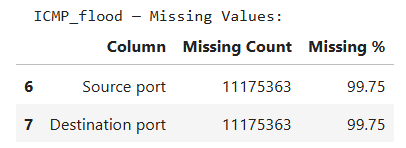 ICMP_flood — Missing Values:
Column Missing Count Missing %
6 Source port 11175363 99.75
7 Destination port 11175363 99.75